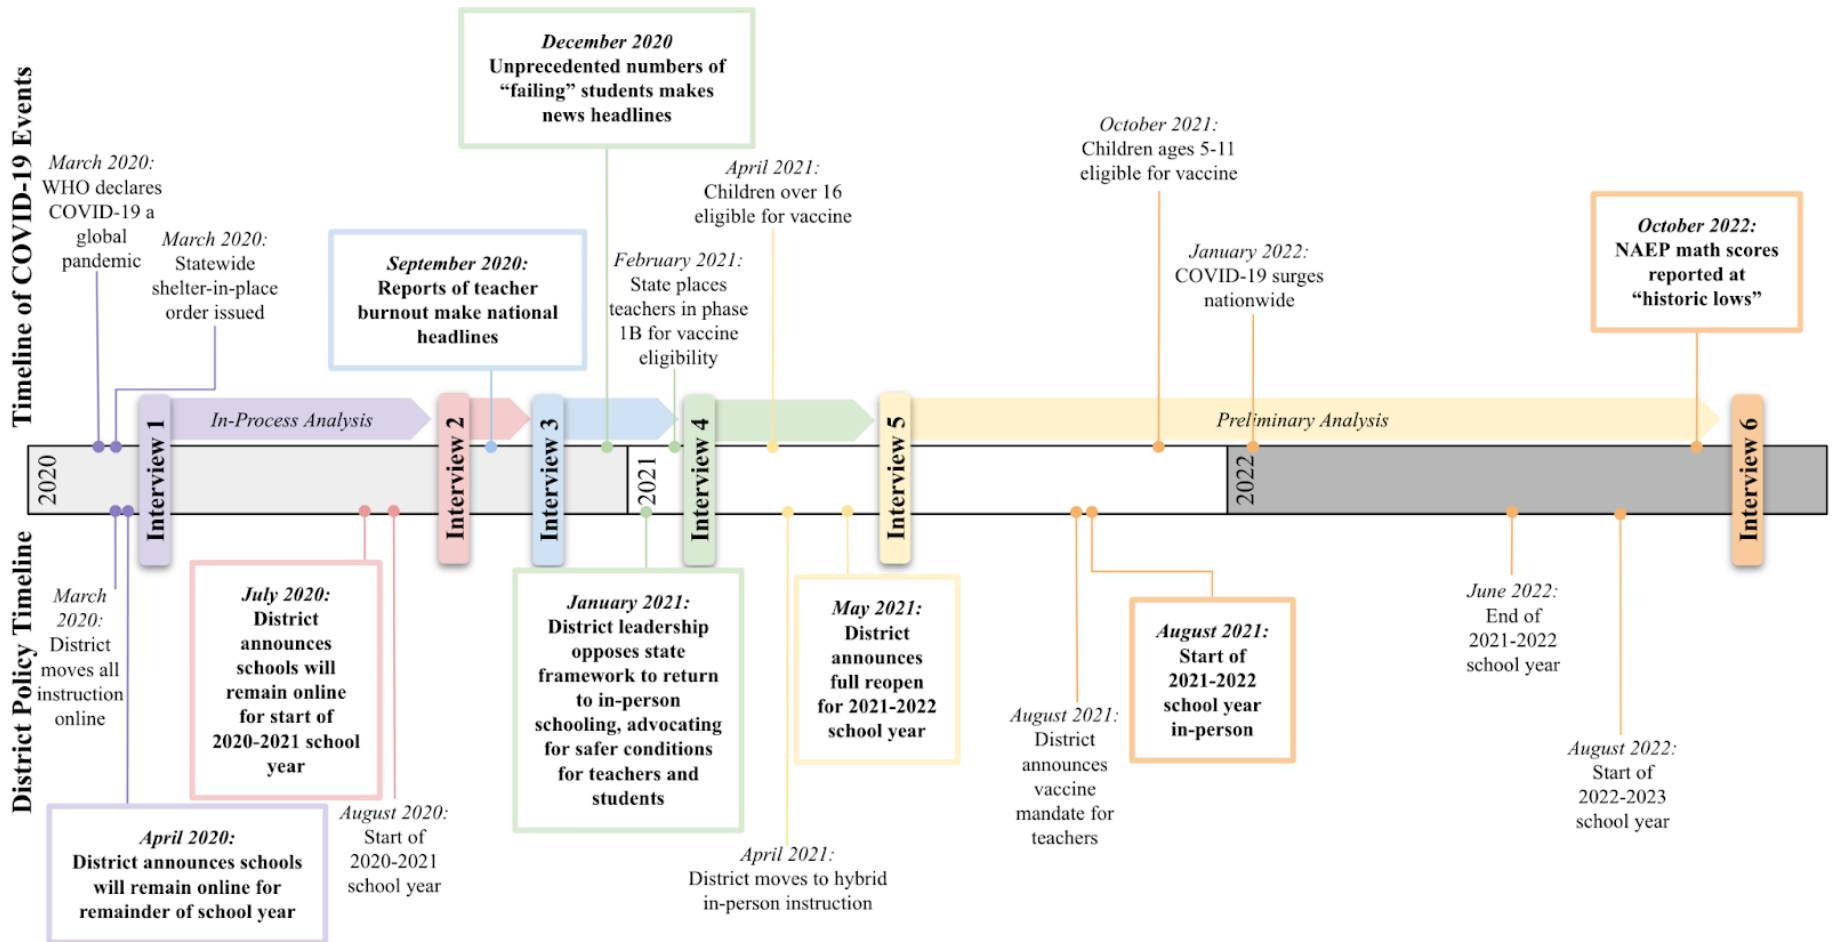 Timeline of COVID-19 Events
December 2020
Unprecedented numbers of
“failing” students makes
news headlines
March 2020:
WHO declares
COVID-19 a
global
pandemic
March 2020:
Statewide
shelter-in-place
order issued
September 2020:
Reports of teacher
burnout make national
headlines
February 2021:
State places
teachers in phase
1B for vaccine
eligibility
April 2021:
Children over 16
eligible for vaccine
October 2021:
Children ages 5-11
eligible for vaccine
January 2022:
COVID-19 surges
nationwide
October 2022:
NAEP math scores
reported at
“historic lows”
In-Process Analysis
Preliminary Analysis
2020
Interview 1
Interview 2
Interview 3
2021
Interview 4
Interview 5
2022
Interview 6
District Policy Timeline
March
2020:
District
moves all
instruction
online
April 2020:
District announces schools
will remain online for
remainder of school year
July 2020:
District
announces
schools will
remain online
for start of
2020-2021 school
year
August 2020:
Start of
2020-2021
school year
January 2021:
District leadership
opposes state
framework to return
to in-person
schooling, advocating
for safer conditions
for teachers and
students
April 2021:
District moves to hybrid
in-person instruction
May 2021:
District
announces
full reopen
for 2021-2022
school year
August 2021:
District
announces
vaccine
mandate for
teachers
August 2021:
Start of
2021-2022
school year
in-person
June 2022:
End of
2021-2022
school year
August 2022:
Start of
2022-2023
school year